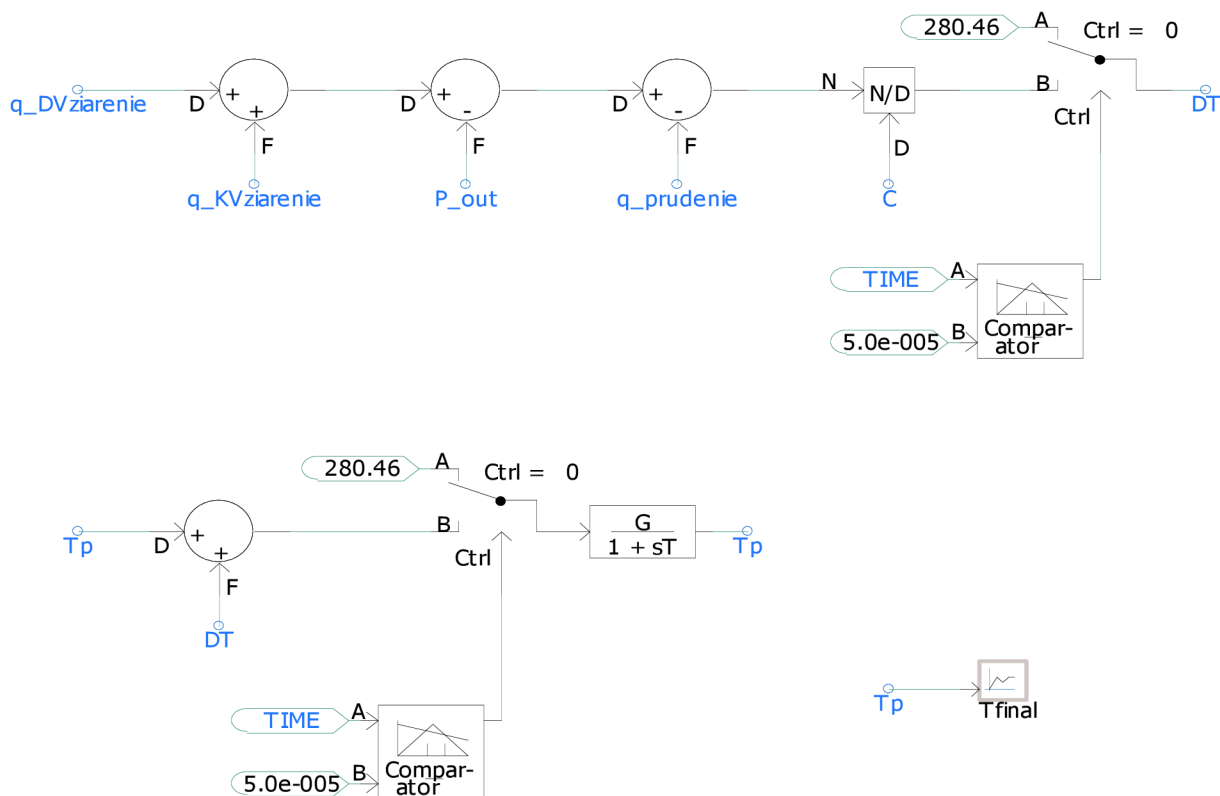 280.46
A
Ctrl = 0
q_DVziarenie
D
+
+
F
q_KVziarenie
D
+
-
F
P_out
D
+
-
F
q_prudenie
N
N/D
D
C
B
Ctrl
DT
TIME
A
5.0e-005
B
Compar-
ator
280.46
A
Ctrl = 0
Tp
D
+
+
F
DT
B
Ctrl
G
1 + sT
Tp
TIME
A
5.0e-005
B
Compar-
ator
Tp
Tfinal